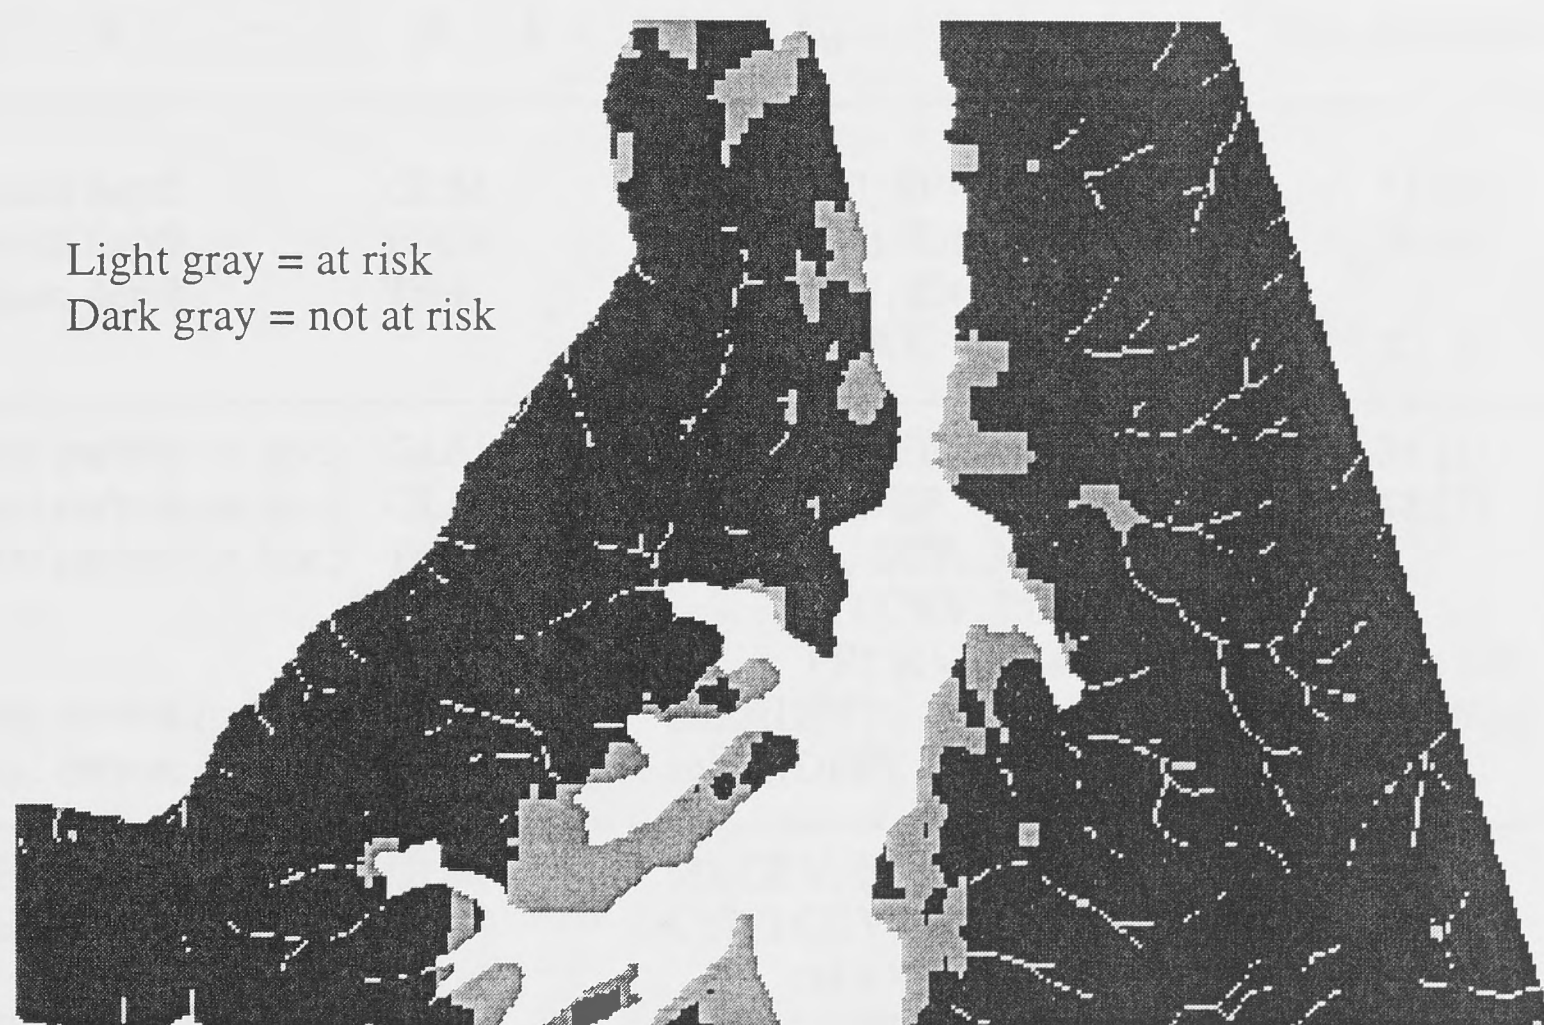 Light gray = at risk
Dark gray = not at risk